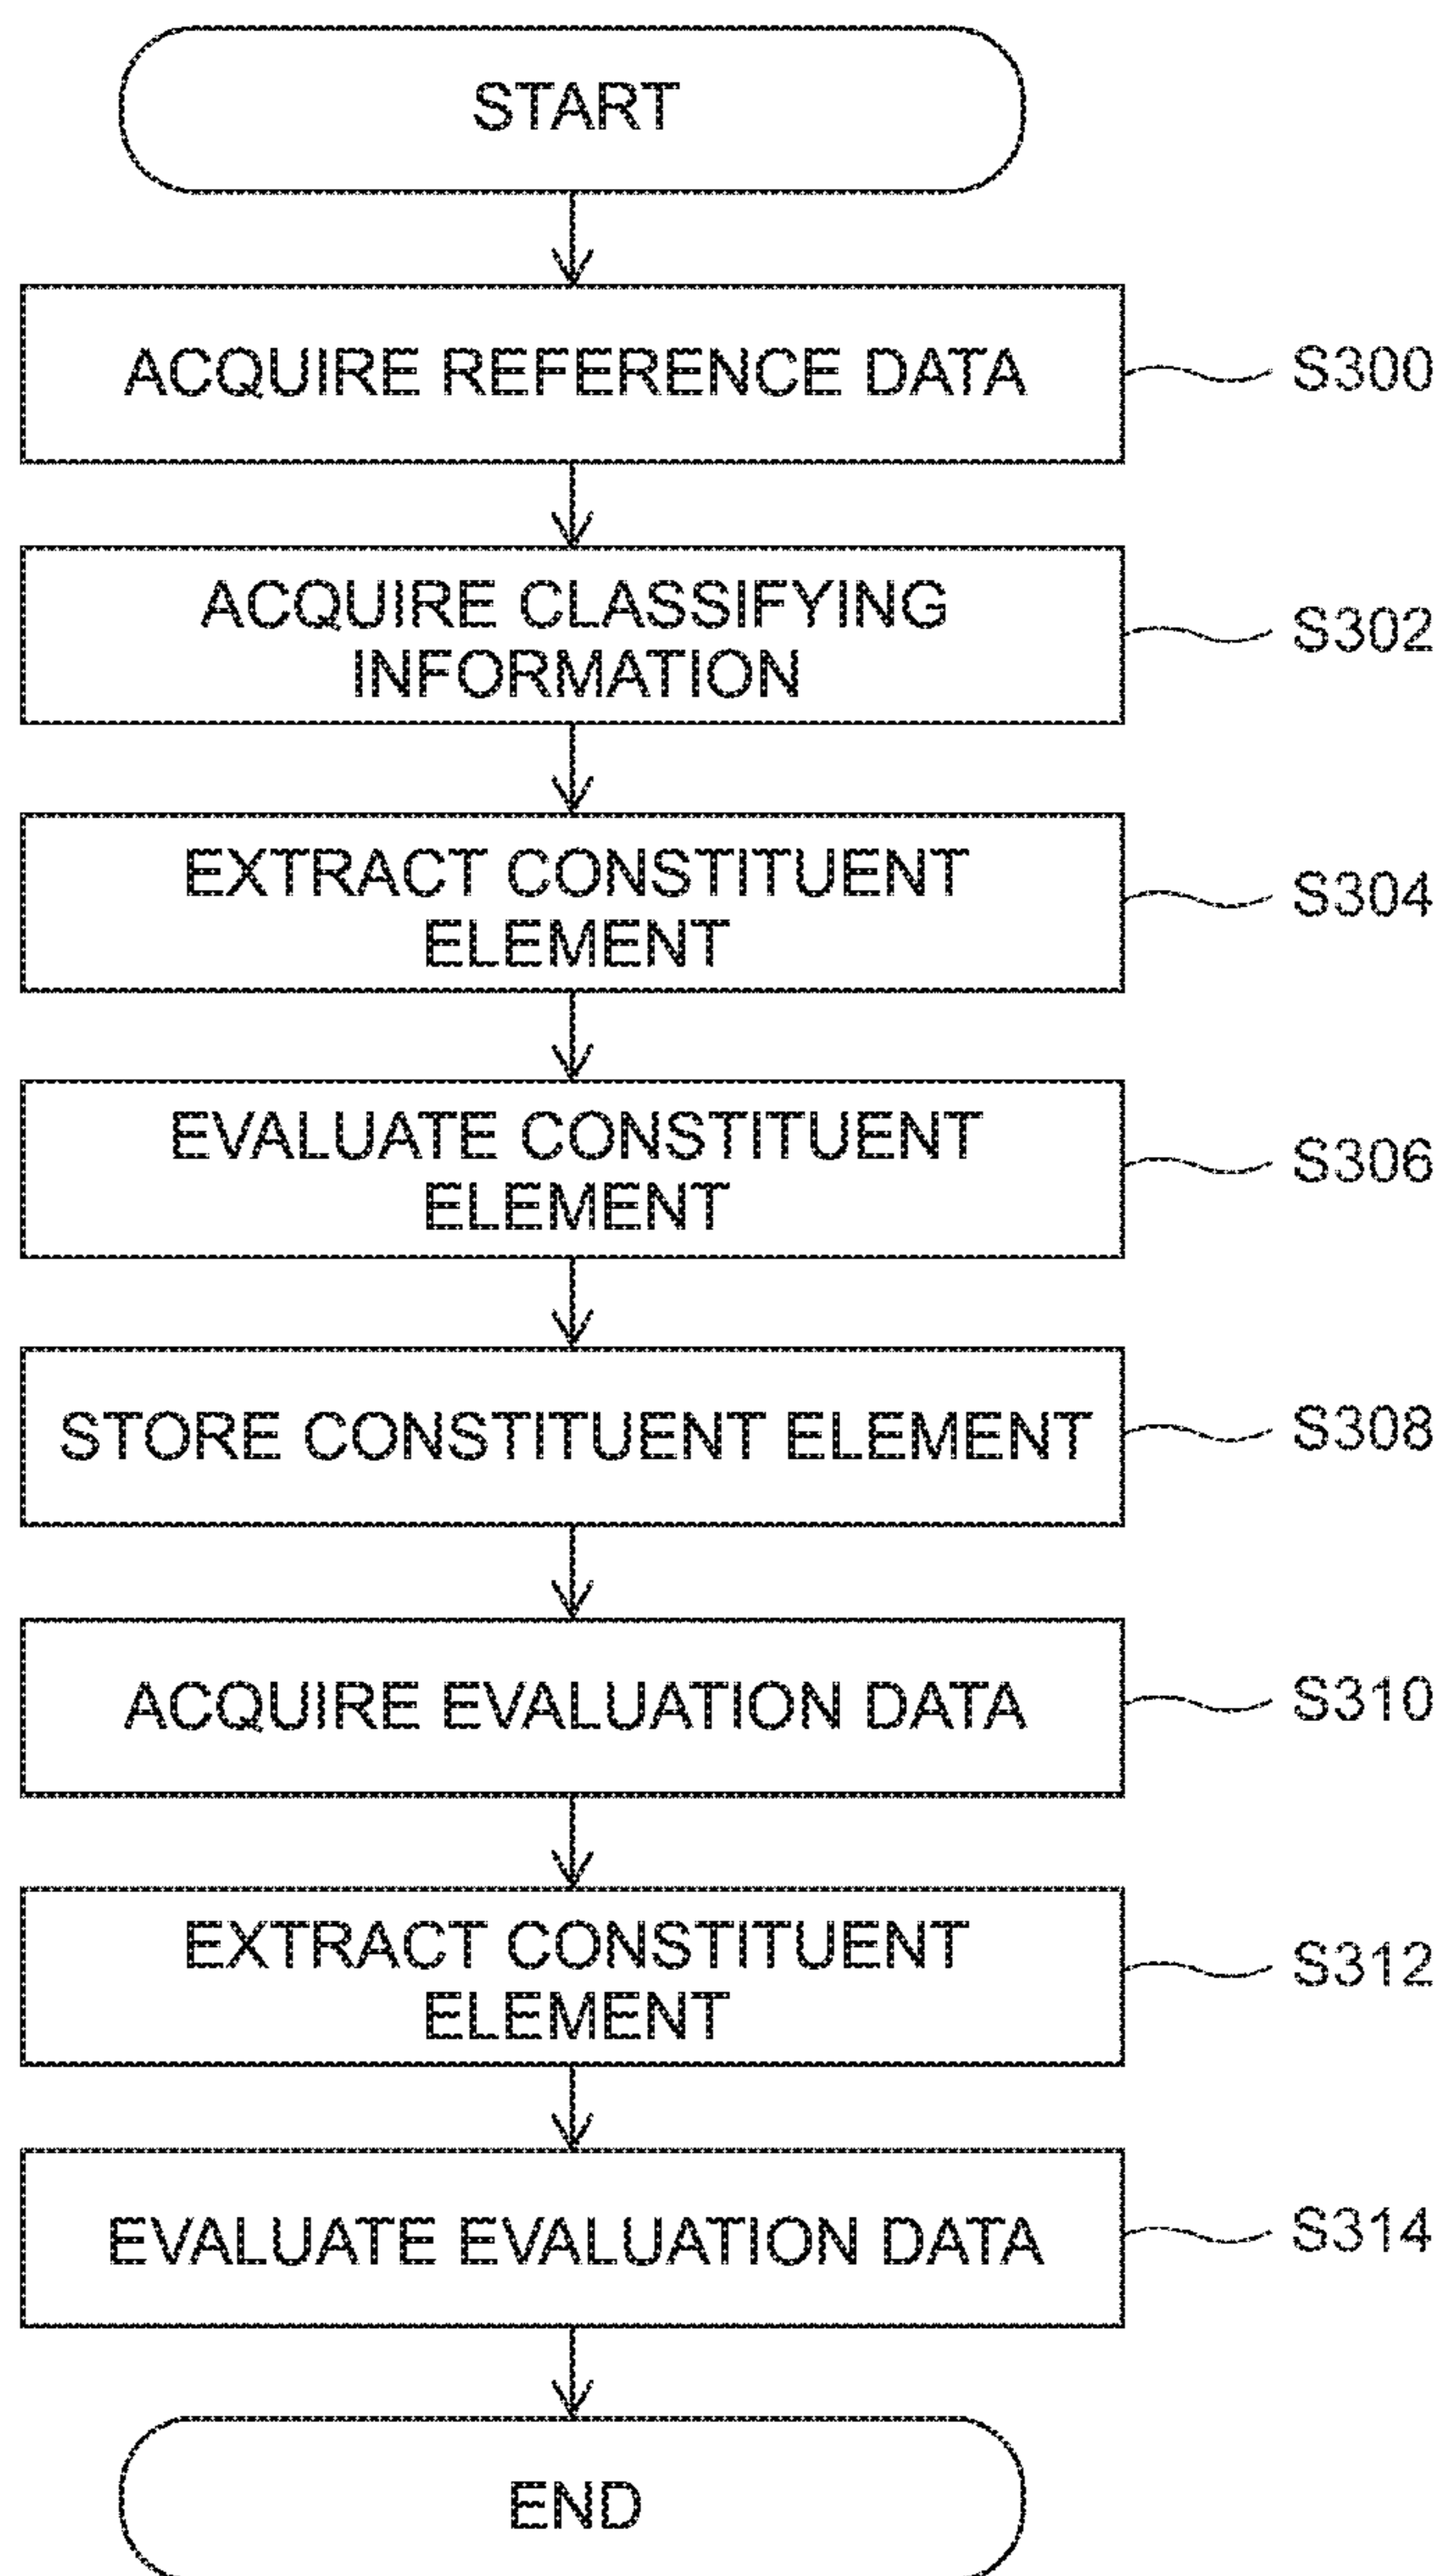 START
ACQUIRE REFERENCE DATA
S300
ACQUIRE CLASSIFYING
INFORMATION
S302
EXTRACT CONSTITUENT
ELEMENT
S304
EVALUATE CONSTITUENT
ELEMENT
S306
STORE CONSTITUENT ELEMENT
S308
ACQUIRE EVALUATION DATA
S310
EXTRACT CONSTITUENT
ELEMENT
S312
EVALUATE EVALUATION DATA
S314
END